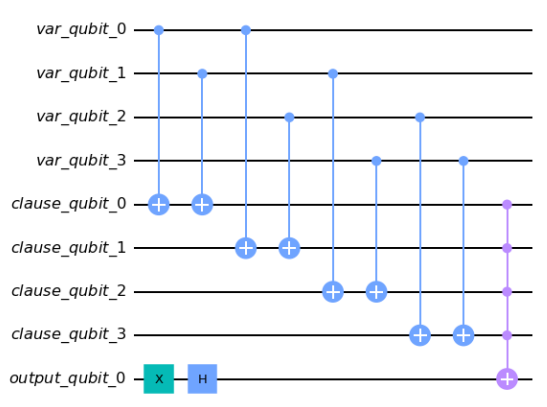 var_qubit_0
var_qubit_1
var_qubit_2
var_qubit_3
clause_qubit_0
clause_qubit_1
clause_qubit_2
clause_qubit_3
output_qubit_0 X H